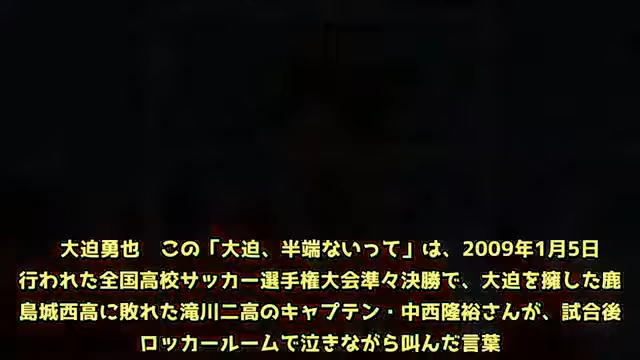 大迫勇也　この「大迫、半端ないって」は、2009年1月5日
行われた全国高校サッカー選手権大会準々決勝で、大迫を擁した鹿
島城西高に敗れた滝川二高のキャプテン・中西隆裕さんが、試合後
ロッカールームで泣きながら叫んだ言葉